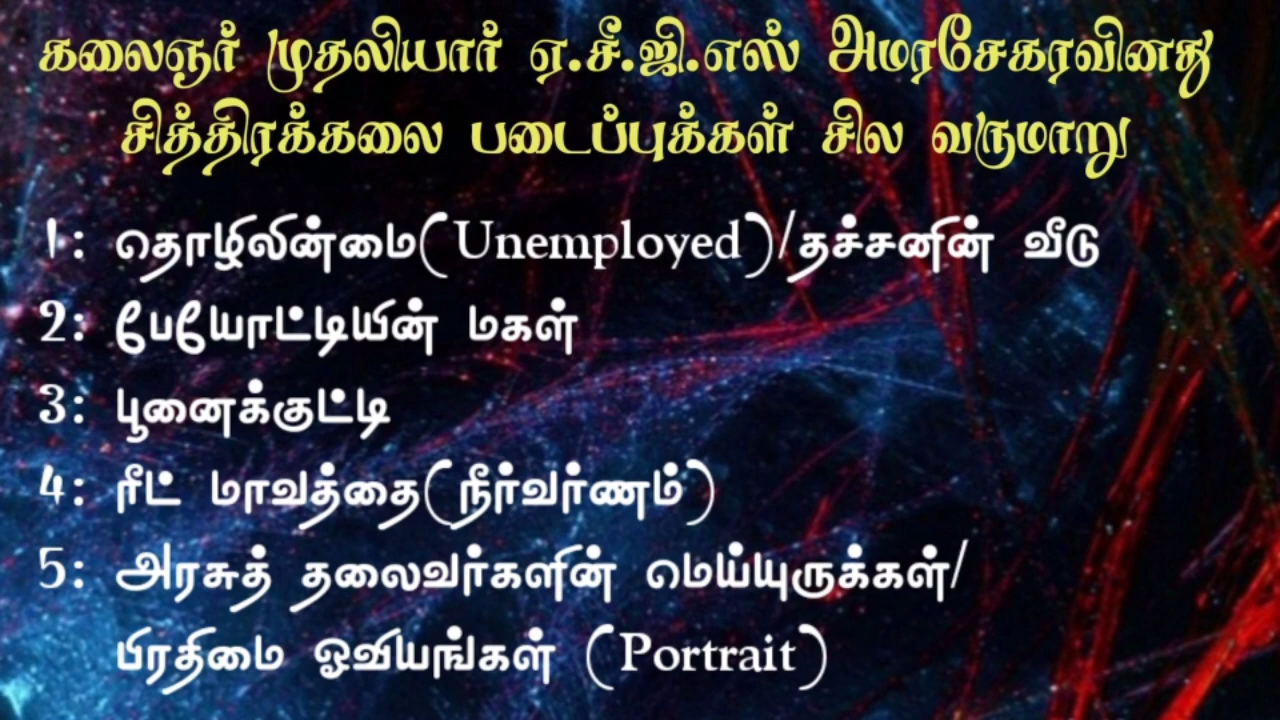 கலைஞர் முதலியார் ஏ.சீ.ஜி.எஸ் அமரசேகரவினது
சித்திரக்கலை படைப்புக்கள் சில வருமாறு
1: தொழிலின்மை(Unemployed)/தச்சனின் வீடு
2: பேயோட்டியின் மகள்
3: பூனைக்குட்டி
4: ரீட் மாவத்தை(நீர்வர்ணம்)
5: அரசுத் தலைவர்களின் மெய்யுருக்கள்/
பிரதிமை ஓவியங்கள் (Portrait)